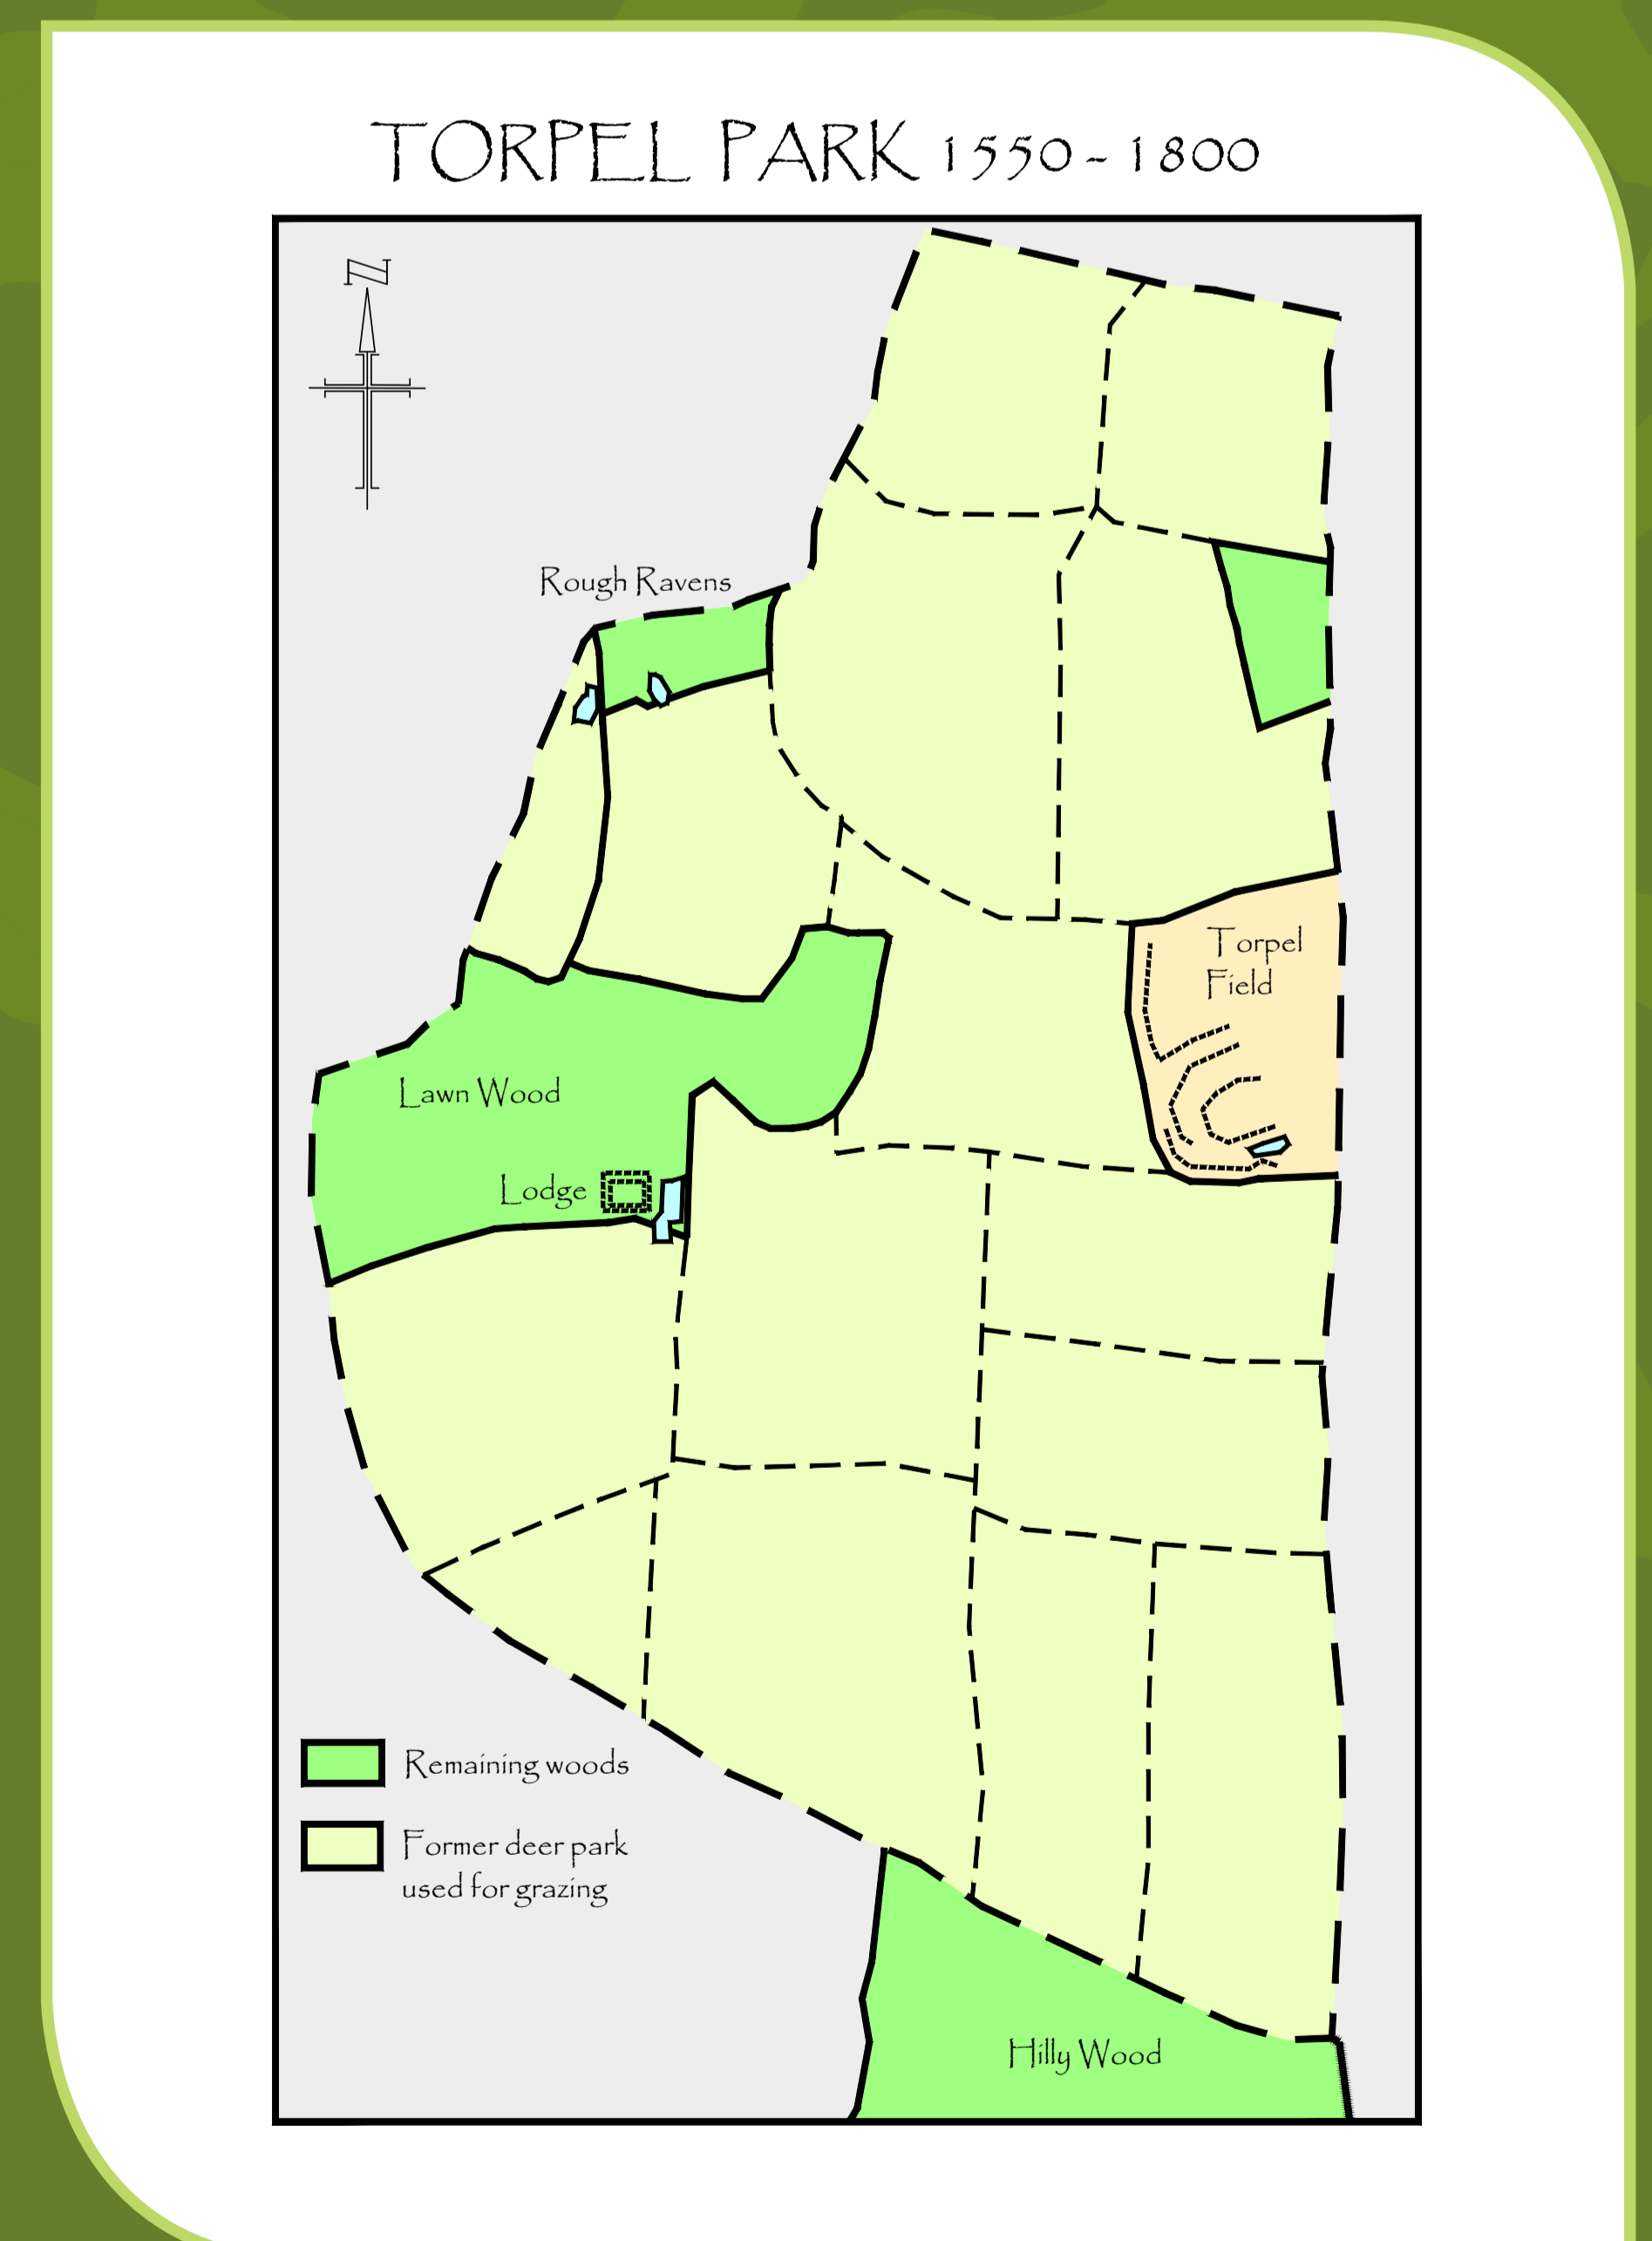 TORPEL PARK 1550 - 1800
N
Rough Ravens
Torpel
Field
Lawn Wood
Lodge
Remaining woods
Former deer park
used for grazing
Hilly Wood